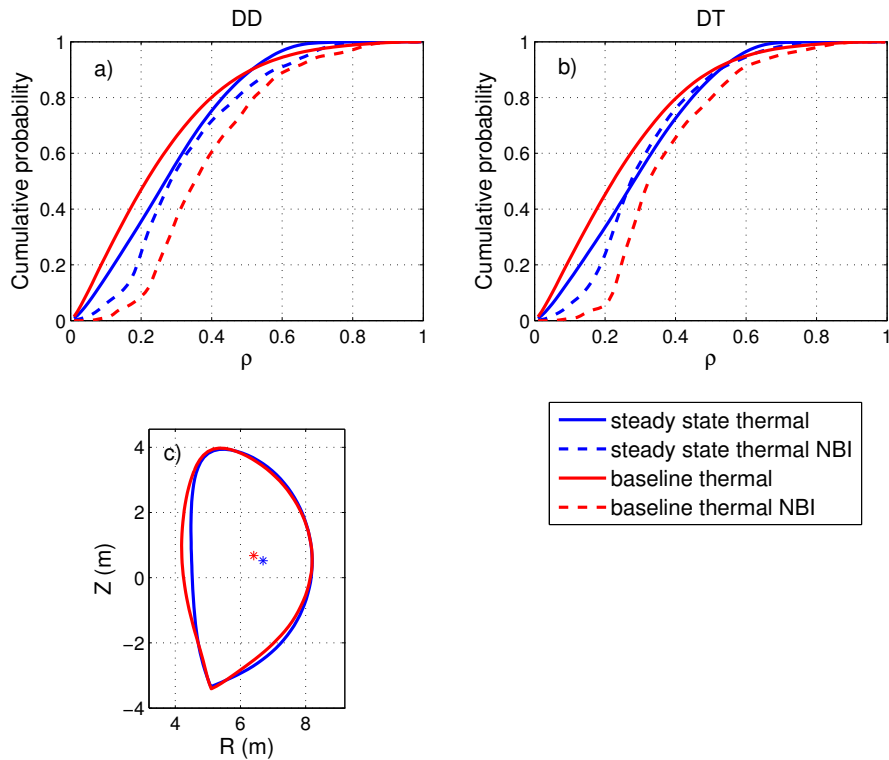 DD
a)
Cumulative probability
1
0.8
0.6
0.4
0.2
0
0 0.2 0.4 0.6 0.8 1
ρ
DT
b)
Cumulative probability
1
0.8
0.6
0.4
0.2
0
0 0.2 0.4 0.6 0.8 1
ρ
c)
Z (m)
4
2
0
−2
−4
4 6 8
R (m)
steady state thermal
steady state thermal NBI
baseline thermal
baseline thermal NBI